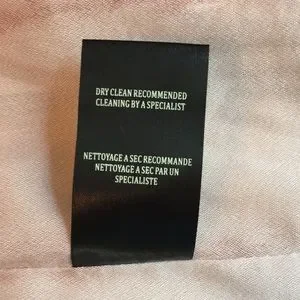 DRY CLEAN RECOMMENDED
CLEANING BY A SPECIALIST
NETTOYAGE A SEC RECOMMANDE
NETTOYAGE A SEC PAR UN
SPECIALISTE